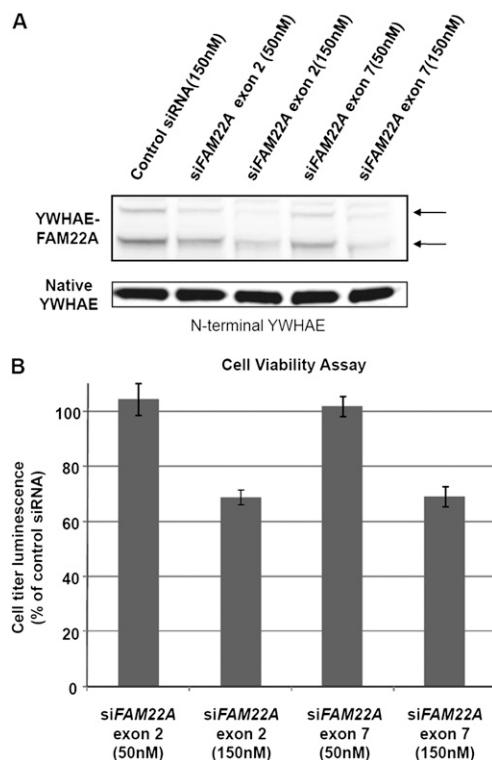 A
Control siRNA(150nM)
siFAM22A exon 2 (50nM)
siFAM22A exon 2(150nM)
siFAM22A exon 7(50nM)
siFAM22A exon 7(150nM)
YWHAE-
FAM22A
Native
YWHAE
N-terminal YWHAE
B
Cell Viability Assay
Cell titer luminescence
(% of control siRNA)
100
80
60
40
20
0
siFAM22A
exon 2
(50nM)
siFAM22A
exon 2
(150nM)
siFAM22A
exon 7
(50nM)
siFAM22A
exon 7
(150nM)